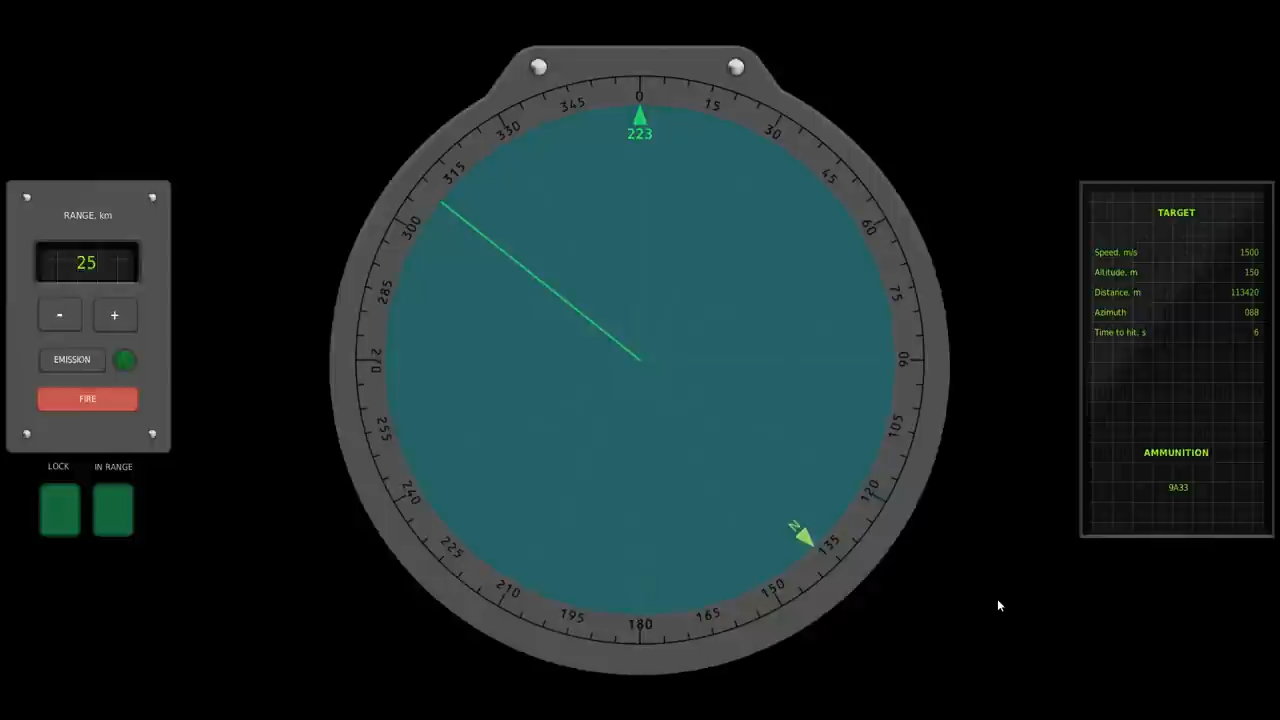 RANGE, km
25
-
+
EMISSION
FIRE
LOCK
IN RANGE
0
15
30
45
60
75
90
105
120
135
150
165
180
195
210
225
240
255
270
285
300
315
330
345
223
N
TARGET
Speed, m/s 1500
Altitude, m 150
Distance, m 113420
Azimuth 088
Time to hit, s 6
AMMUNITION
9A33